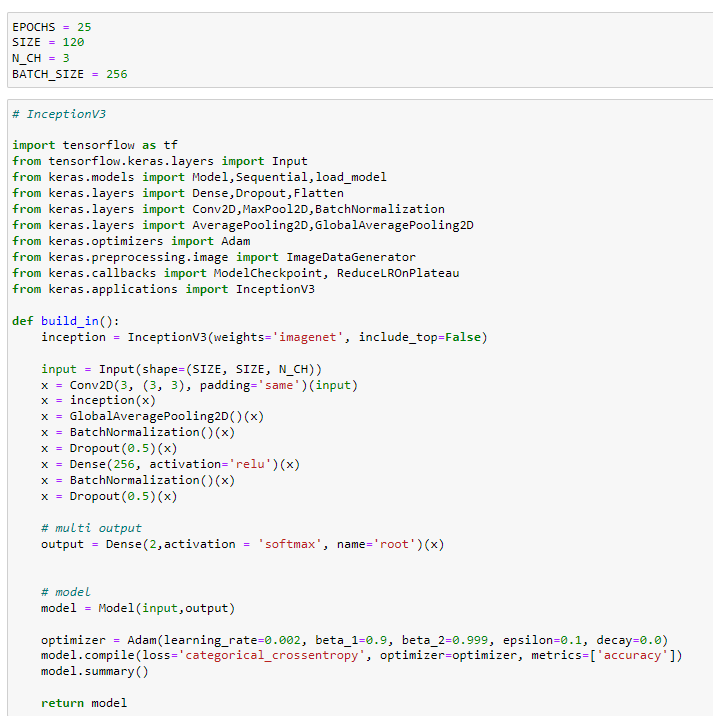 EPOCHS = 25
SIZE = 120
N_CH = 3
BATCH_SIZE = 256
# InceptionV3
import tensorflow as tf
from tensorflow.keras.layers import Input
from keras.models import Model,Sequential,load_model
from keras.layers import Dense,Dropout,Flatten
from keras.layers import Conv2D,MaxPool2D,BatchNormalization
from keras.layers import AveragePooling2D,GlobalAveragePooling2D
from keras.optimizers import Adam
from keras.preprocessing.image import ImageDataGenerator
from keras.callbacks import ModelCheckpoint, ReduceLROnPlateau
from keras.applications import InceptionV3
def build_in():
    inception = InceptionV3(weights='imagenet', include_top=False)
    input = Input(shape=(SIZE, SIZE, N_CH))
    x = Conv2D(3, (3, 3), padding='same')(input)
    x = inception(x)
    x = GlobalAveragePooling2D()(x)
    x = BatchNormalization()(x)
    x = Dropout(0.5)(x)
    x = Dense(256, activation='relu')(x)
    x = BatchNormalization()(x)
    x = Dropout(0.5)(x)
    # multi output
    output = Dense(2,activation = 'softmax', name='root')(x)
    # model
    model = Model(input,output)
    optimizer = Adam(learning_rate=0.002, beta_1=0.9, beta_2=0.999, epsilon=0.1, decay=0.0)
    model.compile(loss='categorical_crossentropy', optimizer=optimizer, metrics=['accuracy'])
    model.summary()
    return model